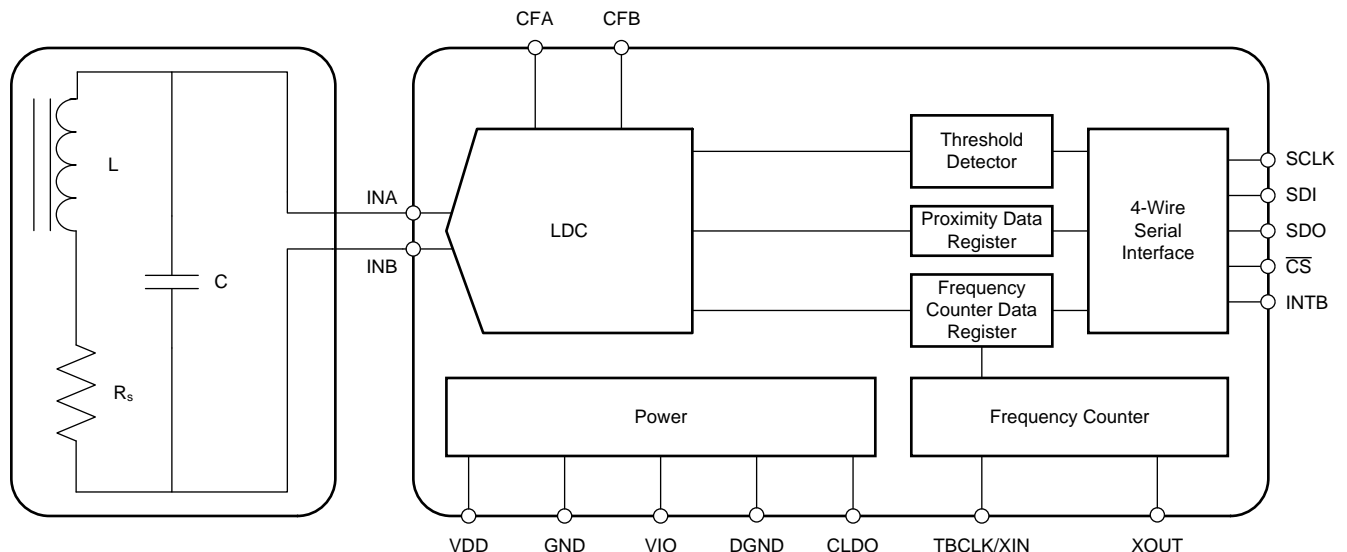 CFA
CFB
L
C
Rₛ
INA
INB
LDC
Threshold
Detector
Proximity Data
Register
Frequency
Counter Data
Register
4-Wire
Serial
Interface
SCLK
SDI
SDO
C̅S̅
INTB
Power
Frequency Counter
VDD
GND
VIO
DGND
CLDO
TBCLK/XIN
XOUT